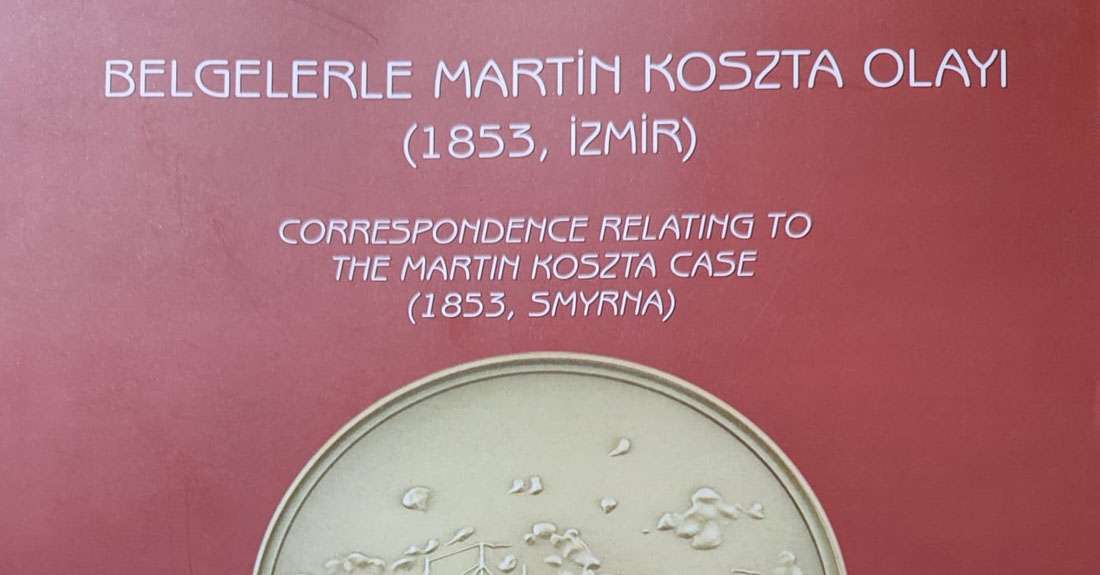 BELGELERLE MARTİN KOSZTA OLAYI
(1853, İZMİR)
CORRESPONDENCE RELATING TO
THE MARTIN KOSZTA CASE
(1853, SMYRNA)